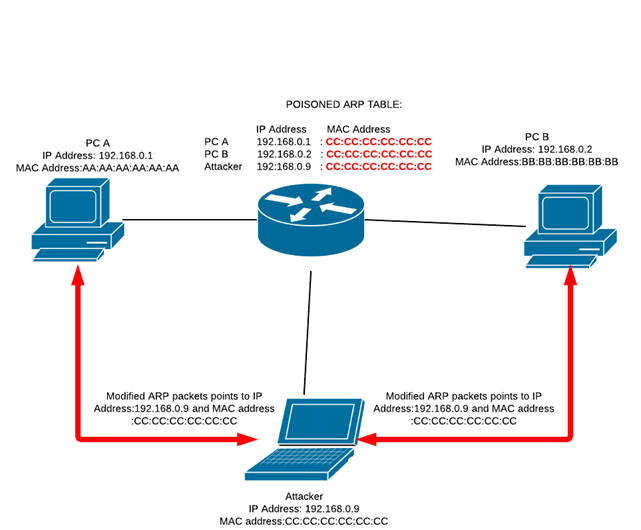 POISONED ARP TABLE:
IP Address MAC Address
PC A 192.168.0.1 : CC:CC:CC:CC:CC:CC
PC B 192.168.0.2 : CC:CC:CC:CC:CC:CC
Attacker 192:168.0.9 : CC:CC:CC:CC:CC:CC
PC A
IP Address: 192.168.0.1
MAC Address:AA:AA:AA:AA:AA:AA
PC B
IP Address: 192.168.0.2
MAC Address:BB:BB:BB:BB:BB:BB
Modified ARP packets points to IP
Address:192.168.0.9 and MAC address
:CC:CC:CC:CC:CC:CC
Modified ARP packets points to IP
Address:192.168.0.9 and MAC address
:CC:CC:CC:CC:CC:CC
Attacker
IP Address: 192.168.0.9
MAC address:CC:CC:CC:CC:CC:CC